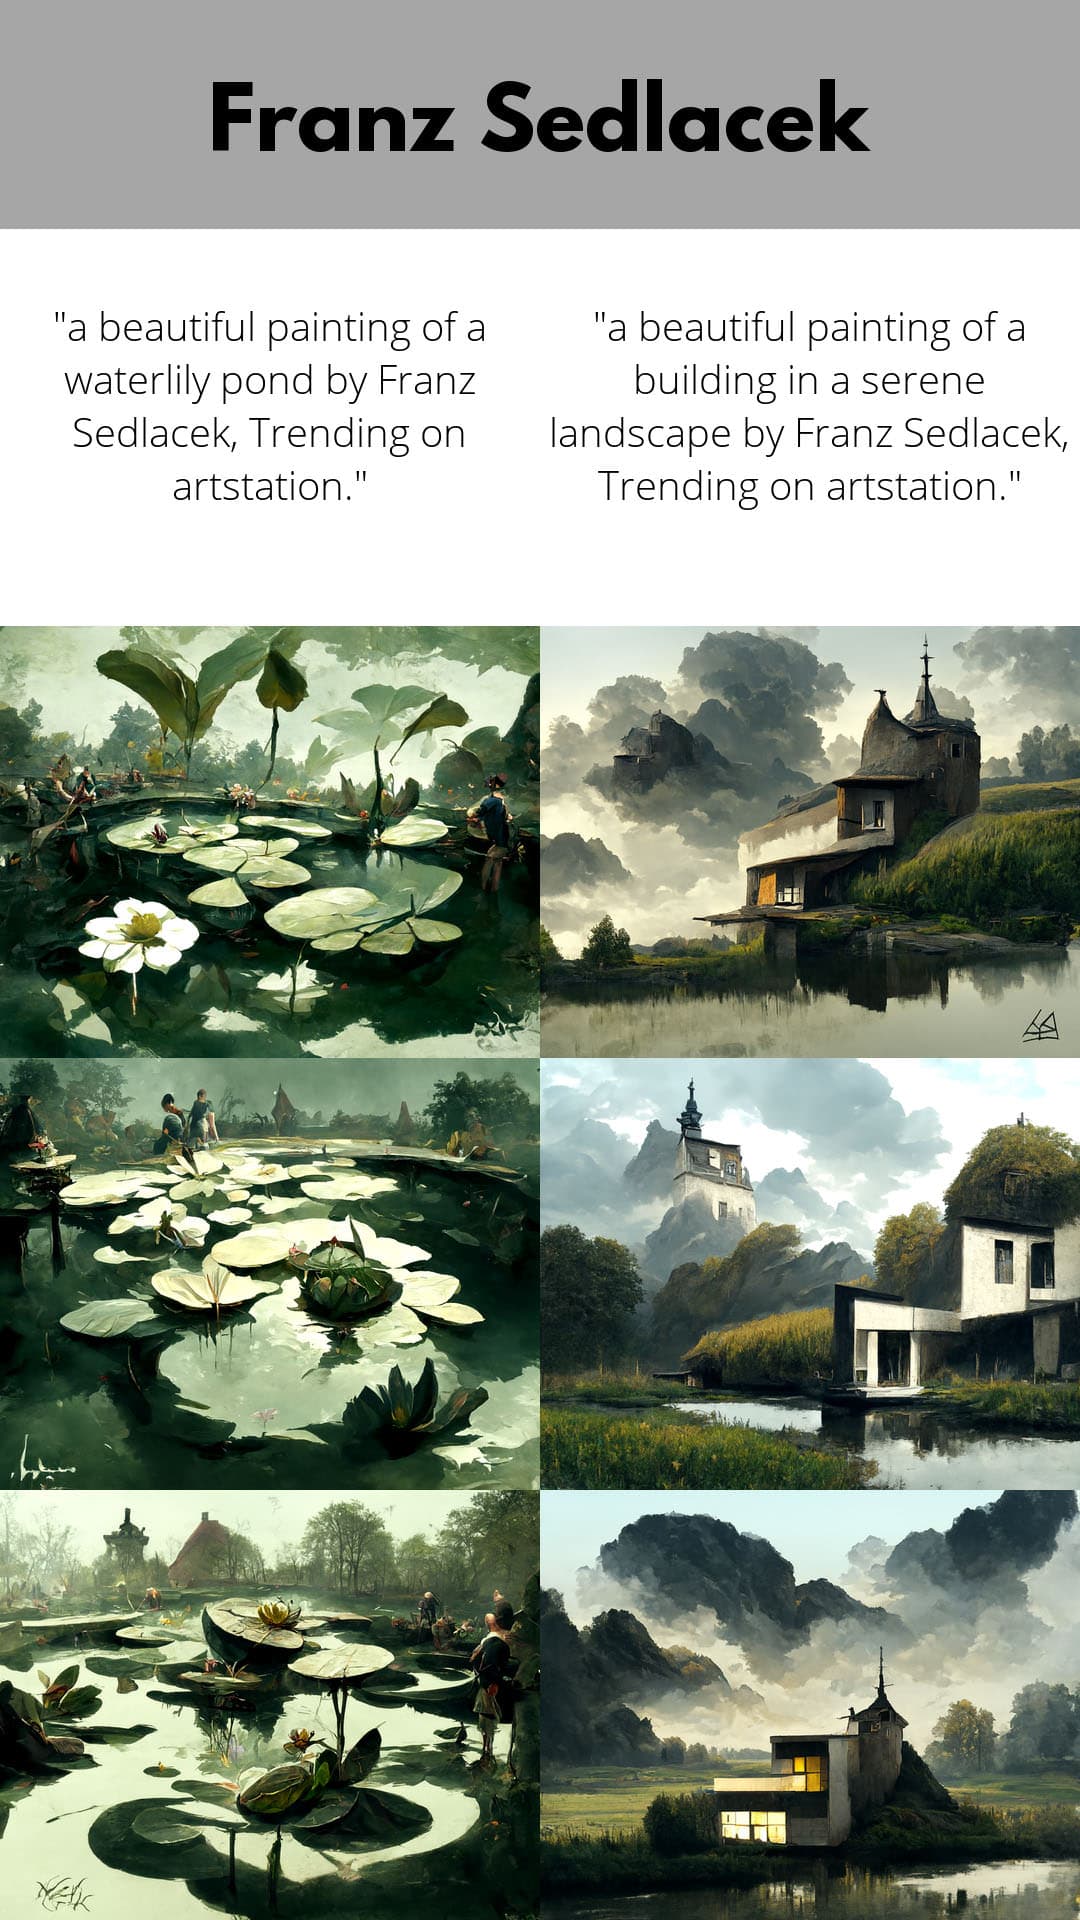 Franz Sedlacek
"a beautiful painting of a
waterlily pond by Franz
Sedlacek, Trending on
artstation."
"a beautiful painting of a
building in a serene
landscape by Franz Sedlacek,
Trending on artstation."